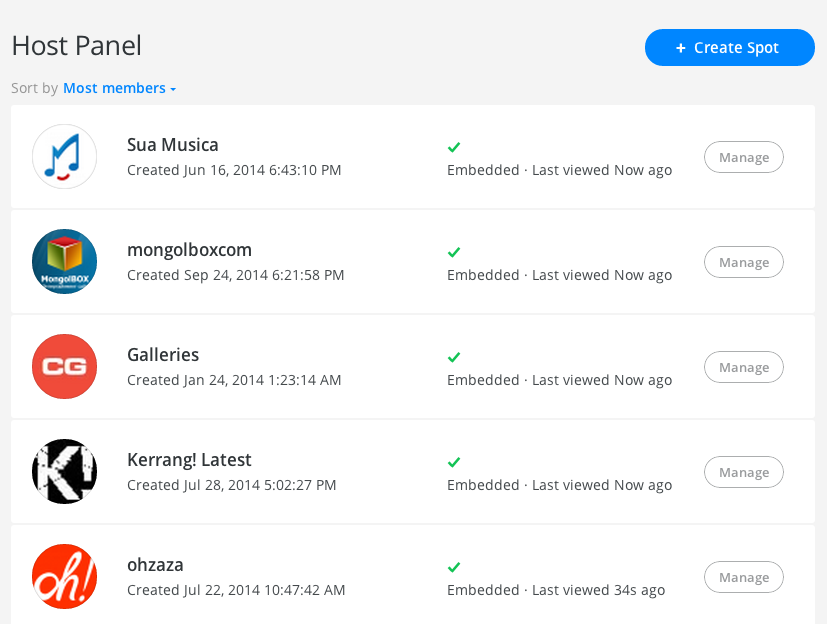 Host Panel
+ Create Spot
Sort by Most members
Sua Musica
Created Jun 16, 2014 6:43:10 PM
Embedded · Last viewed Now ago
Manage
MongolBOX
mongolboxcom
Created Sep 24, 2014 6:21:58 PM
Embedded · Last viewed Now ago
Manage
CG
Galleries
Created Jan 24, 2014 1:23:14 AM
Embedded · Last viewed Now ago
Manage
K!
Kerrang! Latest
Created Jul 28, 2014 5:02:27 PM
Embedded · Last viewed Now ago
Manage
oh!
ohzaza
Created Jul 22, 2014 10:47:42 AM
Embedded · Last viewed 34s ago
Manage